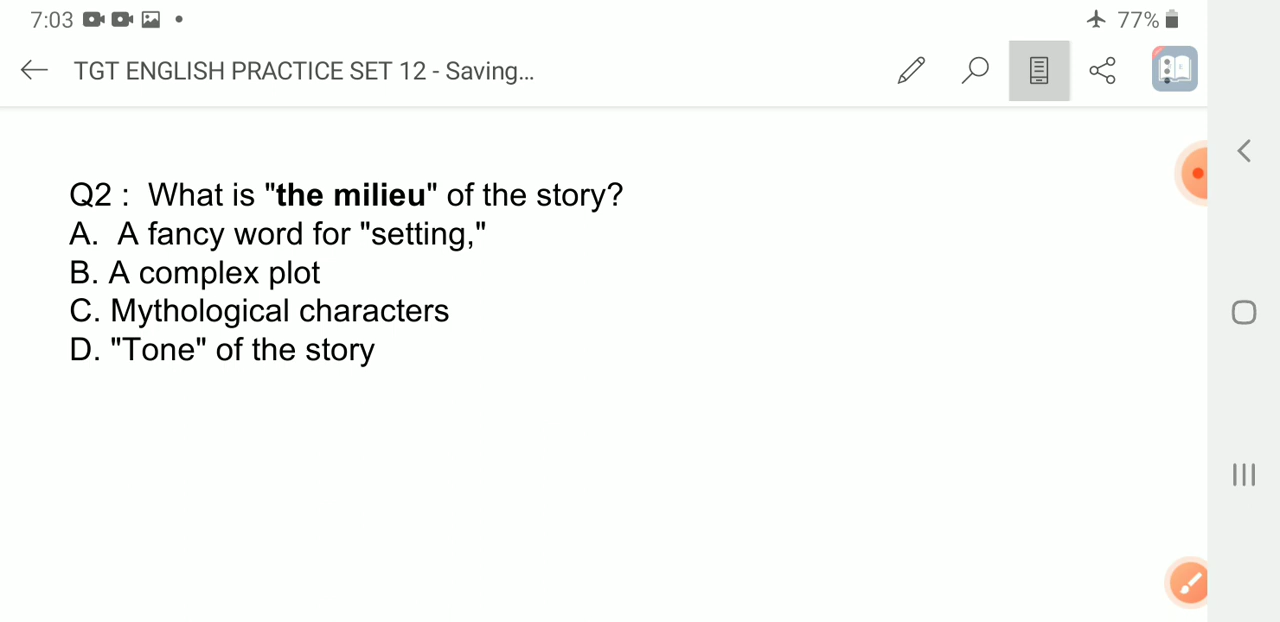 7:03 77%
TGT ENGLISH PRACTICE SET 12 - Saving...
Q2 : What is "the milieu" of the story?
A. A fancy word for "setting,"
B. A complex plot
C. Mythological characters
D. "Tone" of the story